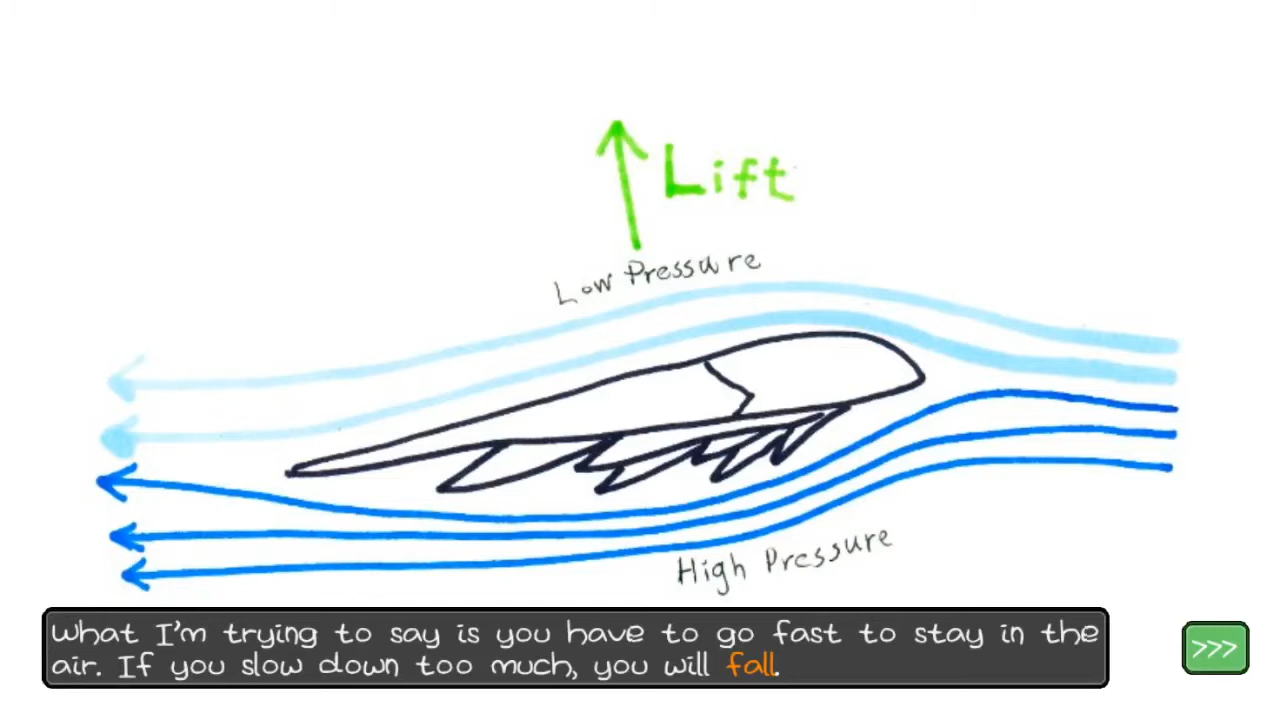 Lift
Low Pressure
High Pressure
What I'm trying to say is you have to go fast to stay in the
air. If you slow down too much, you will fall.
>>>